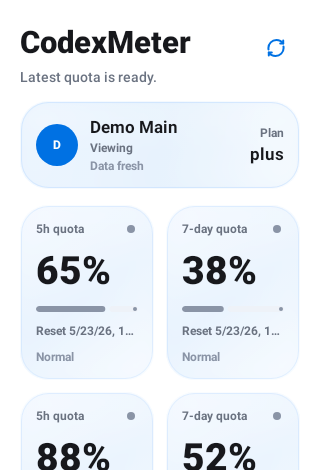 CodexMeter
Latest quota is ready.
D
Demo Main
Viewing
Data fresh
Plan
plus
5h quota
65%
Reset 5/23/26, 1...
Normal
7-day quota
38%
Reset 5/23/26, 1...
Normal
5h quota
88%
7-day quota
52%